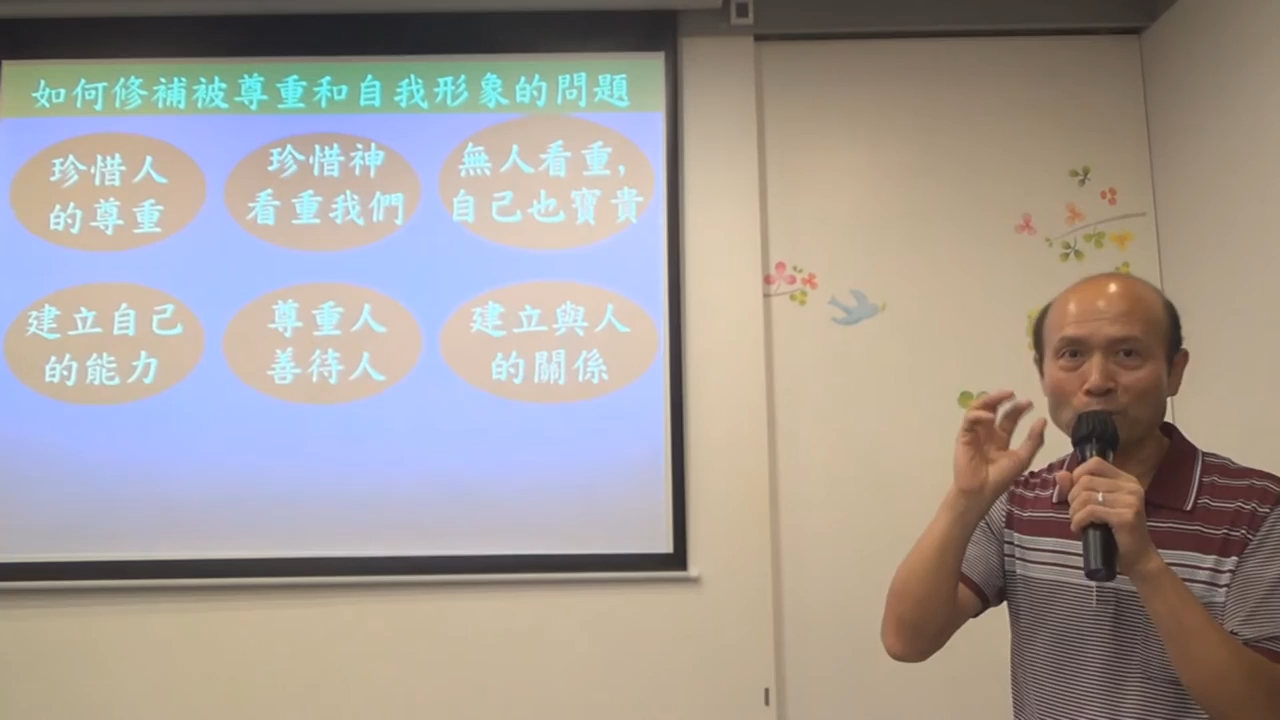 如何修補被尊重和自我形象的問題
珍惜人
的尊重
珍惜神
看重我們
無人看重,
自己也寶貴
建立自己
的能力
尊重人
善待人
建立與人
的關係